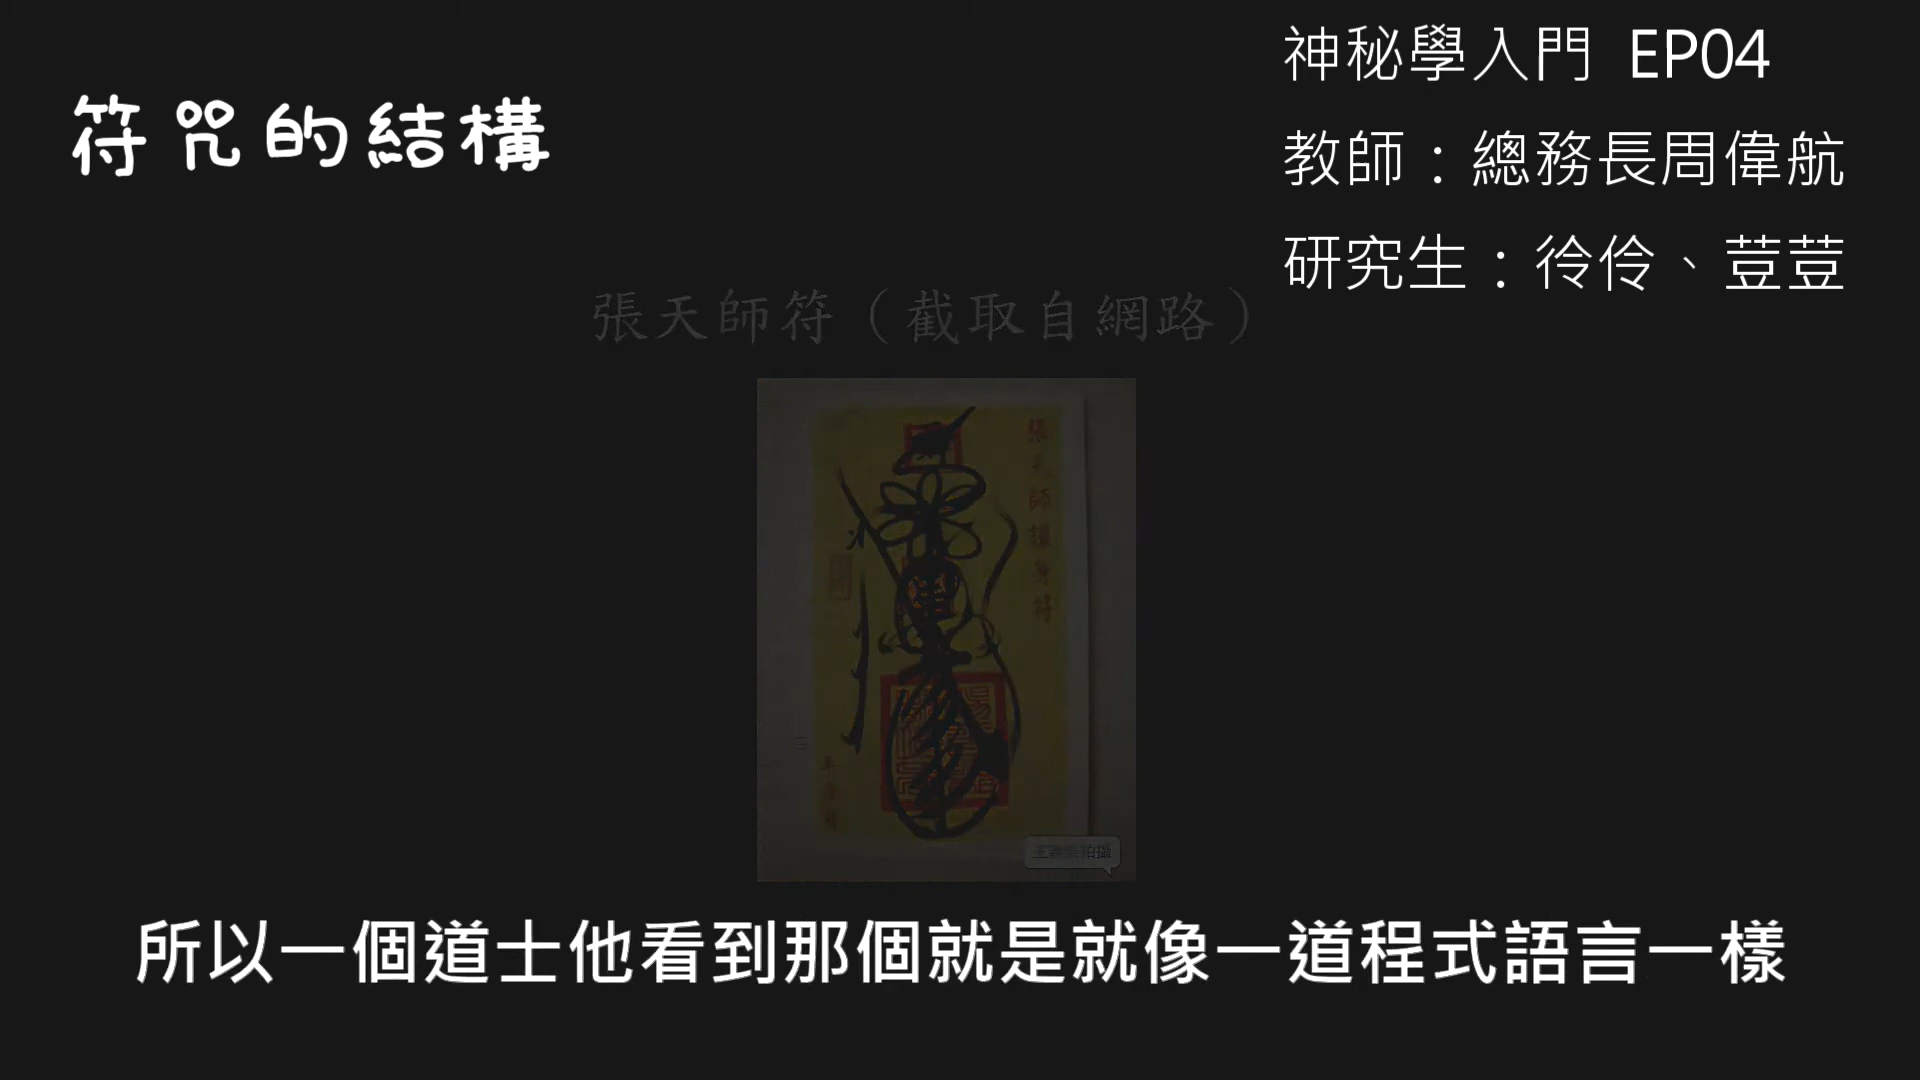 符咒的結構
神秘學入門 EP04
教師：總務長周偉航
研究生：彾伶、荳荳
張天師符（截取自網路）
張天師護身符
所以一個道士他看到那個就是就像一道程式語言一樣